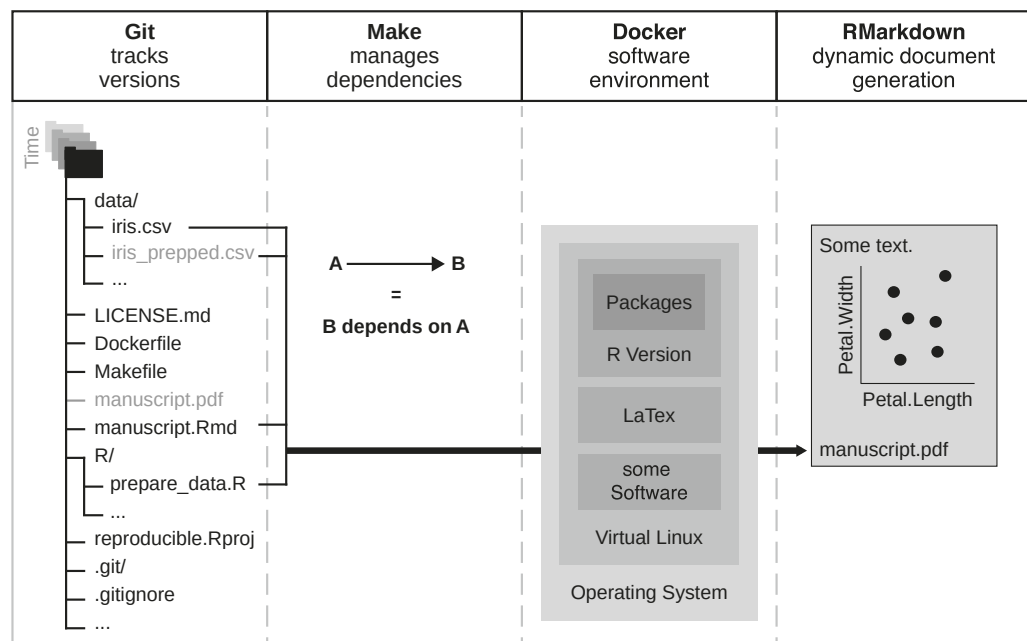 Git
tracks
versions
Make
manages
dependencies
Docker
software
environment
RMarkdown
dynamic document
generation
Time
data/
iris.csv
iris_prepped.csv
...
LICENSE.md
Dockerfile
Makefile
manuscript.pdf
manuscript.Rmd
R/
prepare_data.R
...
reproducible.Rproj
.git/
.gitignore
...
A B
=
B depends on A
Packages
R Version
LaTex
some
Software
Virtual Linux
Operating System
Some text.
Petal.Width
Petal.Length
manuscript.pdf